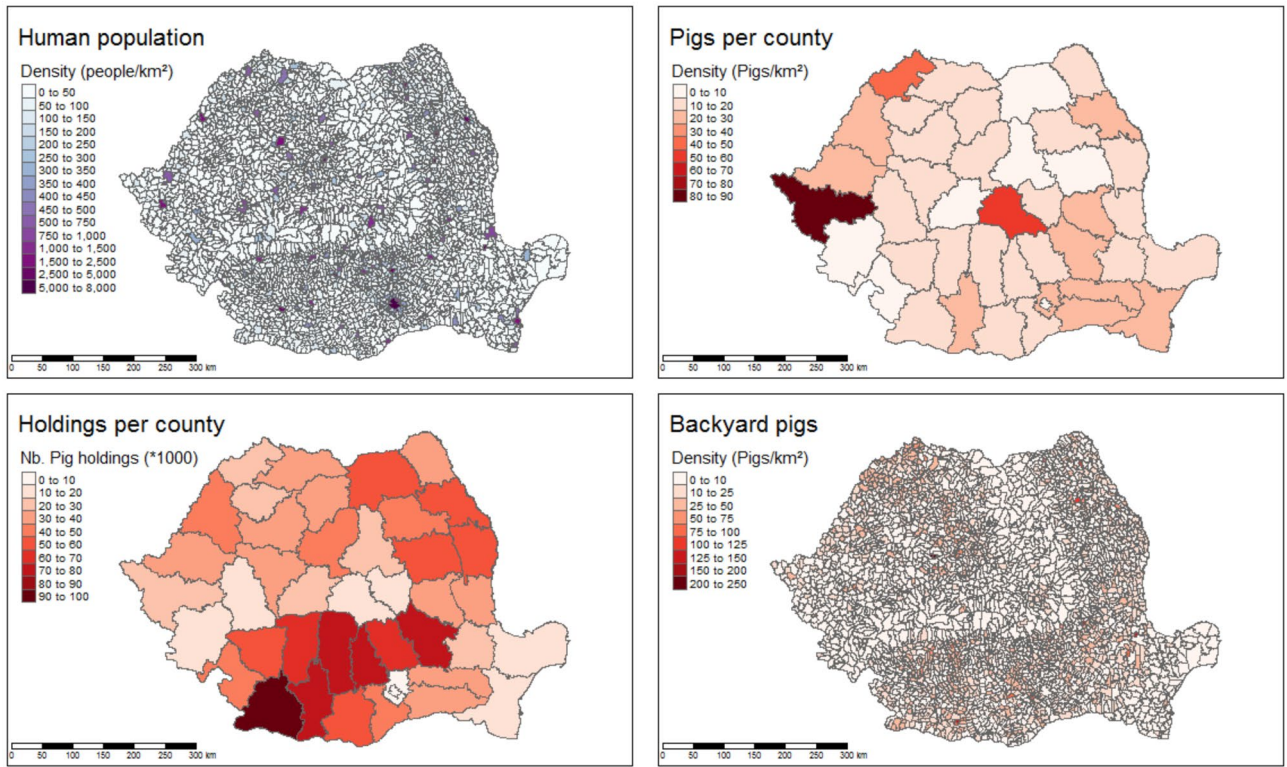 Human population
Density (people/km²)
0 to 50
50 to 100
100 to 150
150 to 200
200 to 250
250 to 300
300 to 350
350 to 400
400 to 450
450 to 500
500 to 750
750 to 1,000
1,000 to 1,500
1,500 to 2,500
2,500 to 5,000
5,000 to 8,000
0 50 100 150 200 250 300 km
Pigs per county
Density (Pigs/km²)
0 to 10
10 to 20
20 to 30
30 to 40
40 to 50
50 to 60
60 to 70
70 to 80
80 to 90
0 50 100 150 200 250 300 km
Holdings per county
Nb. Pig holdings (*1000)
0 to 10
10 to 20
20 to 30
30 to 40
40 to 50
50 to 60
60 to 70
70 to 80
80 to 90
90 to 100
0 50 100 150 200 250 300 km
Backyard pigs
Density (Pigs/km²)
0 to 10
10 to 25
25 to 50
50 to 75
75 to 100
100 to 125
125 to 150
150 to 200
200 to 250
0 50 100 150 200 250 300 km